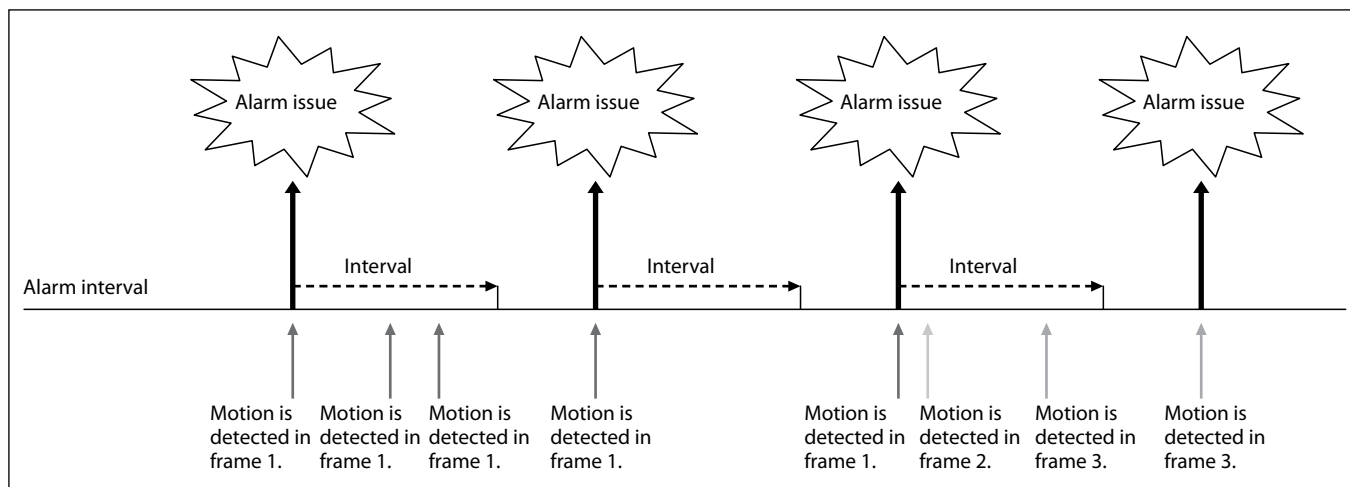 Alarm issue
Alarm issue
Alarm issue
Alarm issue
Interval
Interval
Interval
Alarm interval
Motion is
detected in
frame 1.
Motion is
detected in
frame 1.
Motion is
detected in
frame 1.
Motion is
detected in
frame 1.
Motion is
detected in
frame 1.
Motion is
detected in
frame 2.
Motion is
detected in
frame 3.
Motion is
detected in
frame 3.